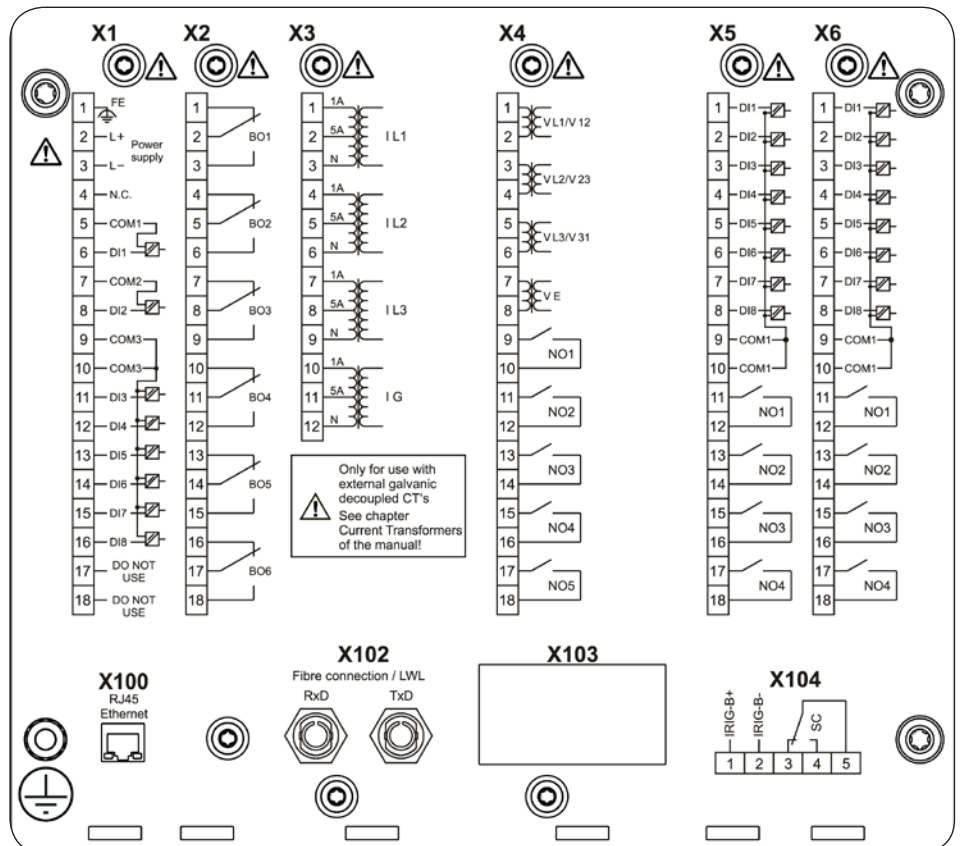 X1 X2 X3 X4 X5 X6
1 FE
2 L+
3 L–
Power
supply
4 N.C.
5 COM1
6 DI1
7 COM2
8 DI2
9 COM3
10 COM3
11 DI3
12 DI4
13 DI5
14 DI6
15 DI7
16 DI8
17 DO NOT
USE
18 DO NOT
USE
1
2 BO1
3
4
5 BO2
6
7
8 BO3
9
10
11 BO4
12
13
14 BO5
15
16
17 BO6
18
1 1A
2 5A I L1
3 N
4 1A
5 5A I L2
6 N
7 1A
8 5A I L3
9 N
10 1A
11 5A I G
12 N
Only for use with
external galvanic
decoupled CT's
See chapter
Current Transformers
of the manual!
1
V L1/V 12
2
3
V L2/V 23
4
5
V L3/V 31
6
7
V E
8
9
NO1
10
11
NO2
12
13
NO3
14
15
NO4
16
17
NO5
18
1 DI1
2 DI2
3 DI3
4 DI4
5 DI5
6 DI6
7 DI7
8 DI8
9 COM1
10 COM1
11
NO1
12
13
NO2
14
15
NO3
16
17
NO4
18
1 DI1
2 DI2
3 DI3
4 DI4
5 DI5
6 DI6
7 DI7
8 DI8
9 COM1
10 COM1
11
NO1
12
13
NO2
14
15
NO3
16
17
NO4
18
X100
RJ45
Ethernet
X102
Fibre connection / LWL
RxD TxD
X103
X104
IRIG-B+
IRIG-B-
SC
1 2 3 4 5